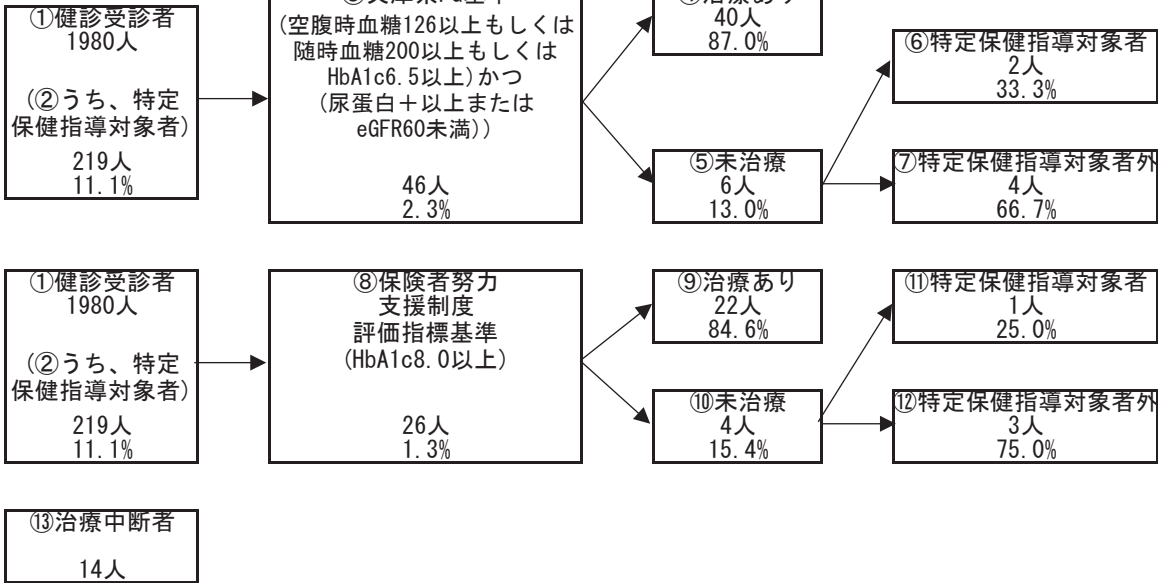 ①健診受診者
1980人
(②うち、特定
保健指導対象者)
219人
11.1%
(空腹時血糖126以上もしくは
随時血糖200以上もしくは
HbA1c6.5以上)かつ
(尿蛋白＋以上または
eGFR60未満))
46人
2.3%
④治療あり
40人
87.0%
⑤未治療
6人
13.0%
⑥特定保健指導対象者
2人
33.3%
⑦特定保健指導対象者外
4人
66.7%
①健診受診者
1980人
(②うち、特定
保健指導対象者)
219人
11.1%
⑧保険者努力
支援制度
評価指標基準
(HbA1c8.0以上)
26人
1.3%
⑨治療あり
22人
84.6%
⑩未治療
4人
15.4%
⑪特定保健指導対象者
1人
25.0%
⑫特定保健指導対象者外
3人
75.0%
⑬治療中断者
14人